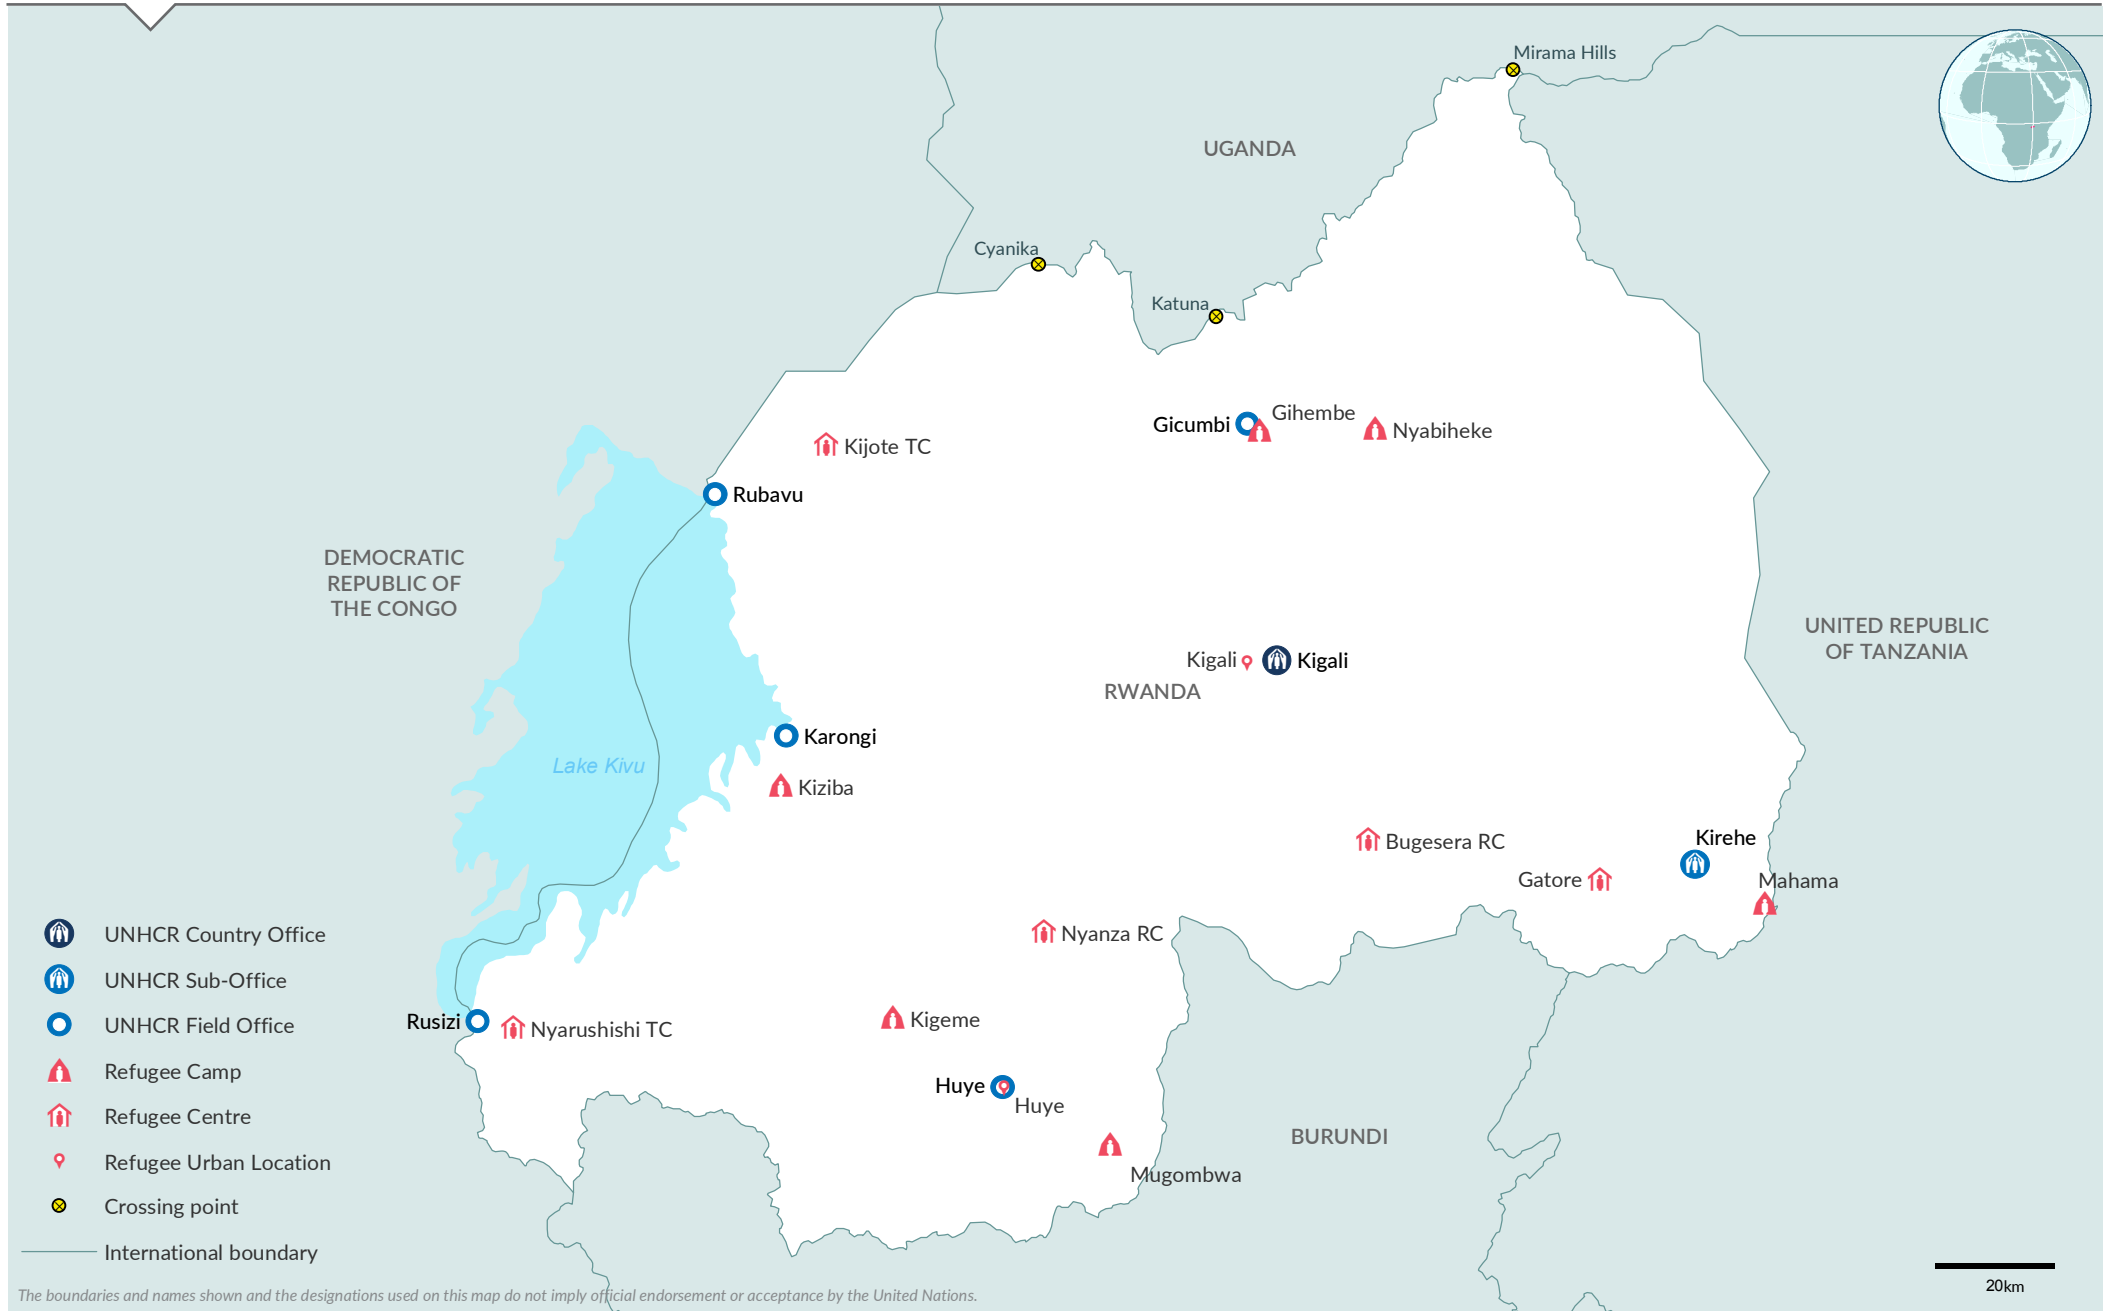 Mirama Hills
UGANDA
Cyanika
Katuna
Gihembe
Gicumbi
Nyabiheke
Kijote TC
Rubavu
DEMOCRATIC
REPUBLIC OF
THE CONGO
UNITED REPUBLIC
OF TANZANIA
Kigali
Kigali
RWANDA
Karongi
Lake Kivu
Kiziba
Kirehe
Bugesera RC
Gatore
Mahama
Nyanza RC
Rusizi
Nyarushishi TC
Kigeme
Huye
Huye
BURUNDI
Mugombwa
UNHCR Country Office
UNHCR Sub-Office
UNHCR Field Office
Refugee Camp
Refugee Centre
Refugee Urban Location
Crossing point
International boundary
20km
The boundaries and names shown and the designations used on this map do not imply official endorsement or acceptance by the United Nations.